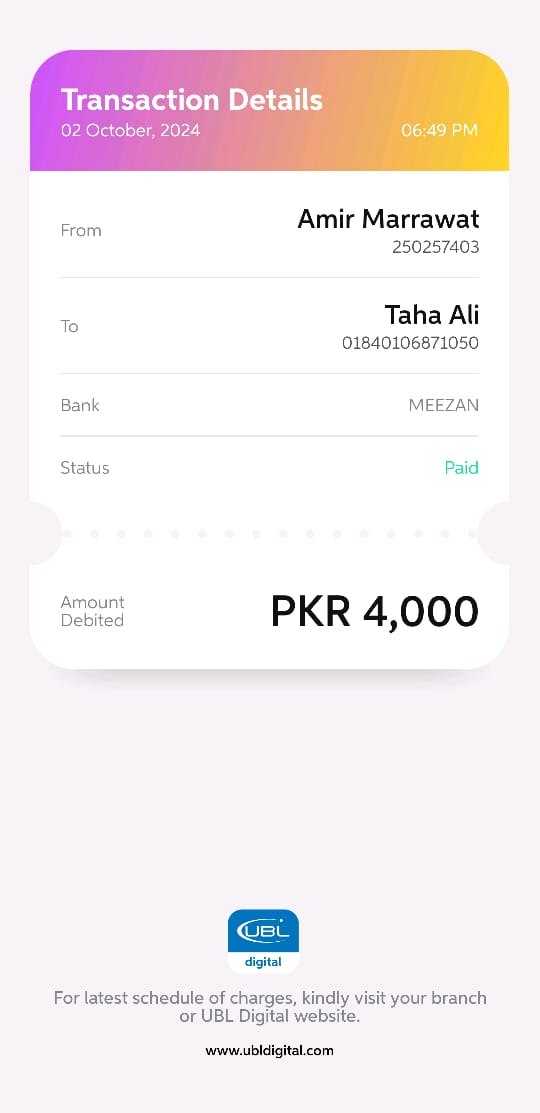 Transaction Details
02 October, 2024 06:49 PM
From Amir Marrawat
250257403
To Taha Ali
01840106871050
Bank MEEZAN
Status Paid
Amount Debited PKR 4,000
UBL
digital
For latest schedule of charges, kindly visit your branch
or UBL Digital website.
www.ubldigital.com